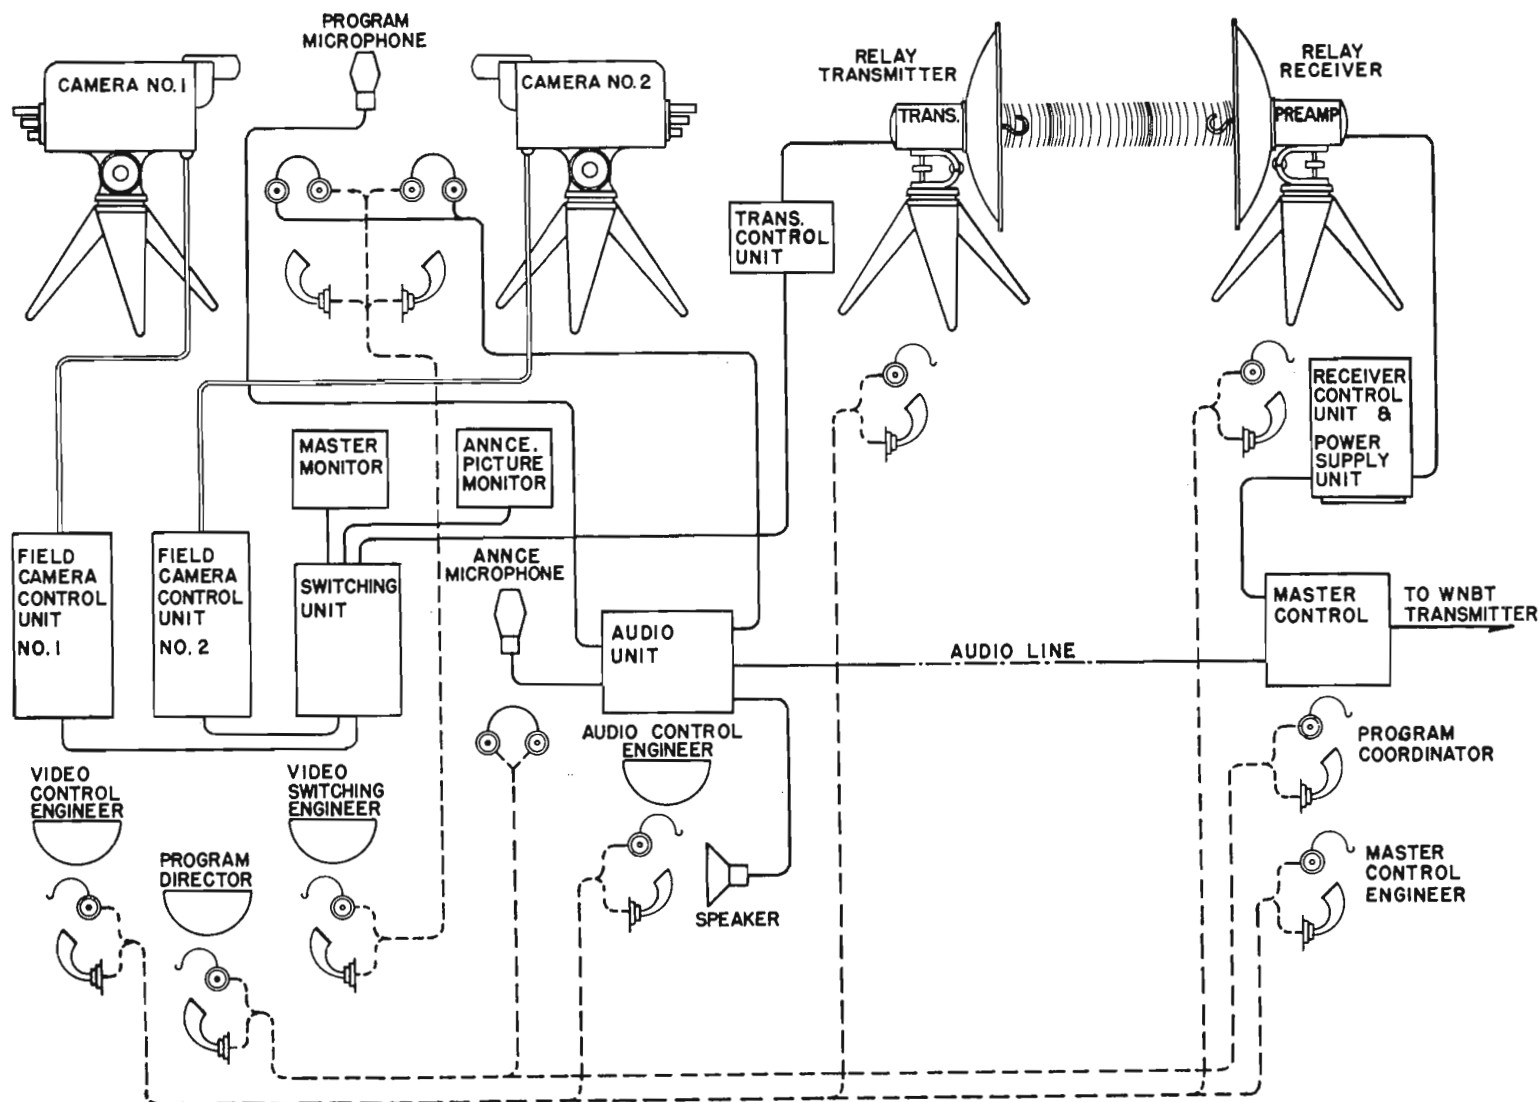 PROGRAM
MICROPHONE
CAMERA NO.1
CAMERA NO.2
RELAY
TRANSMITTER
RELAY
RECEIVER
TRANS.
PREAMP
TRANS.
CONTROL
UNIT
RECEIVER
CONTROL
UNIT &
POWER
SUPPLY
UNIT
MASTER
MONITOR
ANNCE.
PICTURE
MONITOR
FIELD
CAMERA
CONTROL
UNIT
NO.1
FIELD
CAMERA
CONTROL
UNIT
NO.2
SWITCHING
UNIT
ANNCE
MICROPHONE
AUDIO
UNIT
AUDIO LINE
MASTER
CONTROL
TO WNBT
TRANSMITTER
AUDIO CONTROL
ENGINEER
PROGRAM
COORDINATOR
VIDEO
CONTROL
ENGINEER
VIDEO
SWITCHING
ENGINEER
PROGRAM
DIRECTOR
SPEAKER
MASTER
CONTROL
ENGINEER